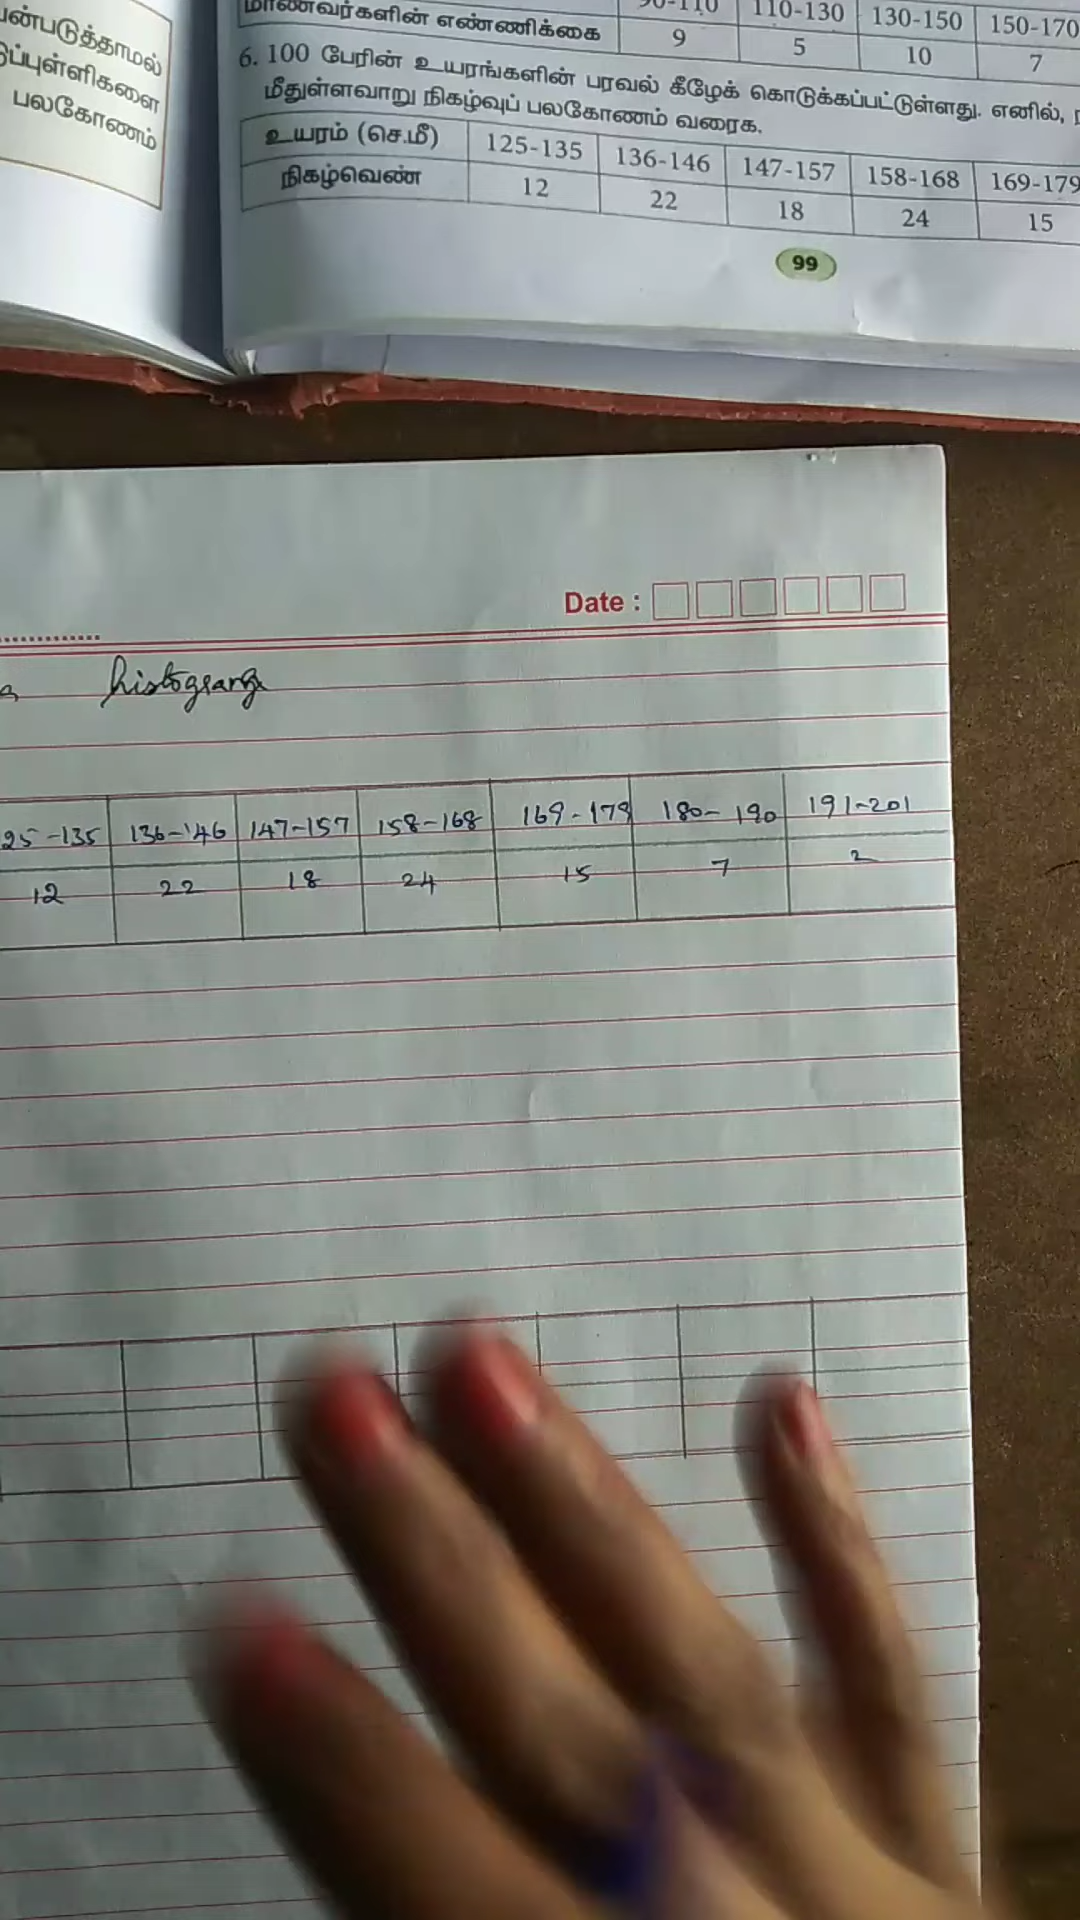 பலகோணம்
மாணவர்களின் எண்ணிக்கை 90-110 110-130 130-150 150-170
9 5 10 7
6. 100 பேரின் உயரங்களின் பரவல் கீழேக் கொடுக்கப்பட்டுள்ளது. எனில்,
மீதுள்ளவாறு நிகழ்வுப் பலகோணம் வரைக.
உயரம் (செ.மீ) 125-135 136-146 147-157 158-168 169-179
நிகழ்வெண் 12 22 18 24 15
99
Date :
25-135 136-146 147-157 158-168 169-179 180-190 191-201
12 22 18 24 15 7 2